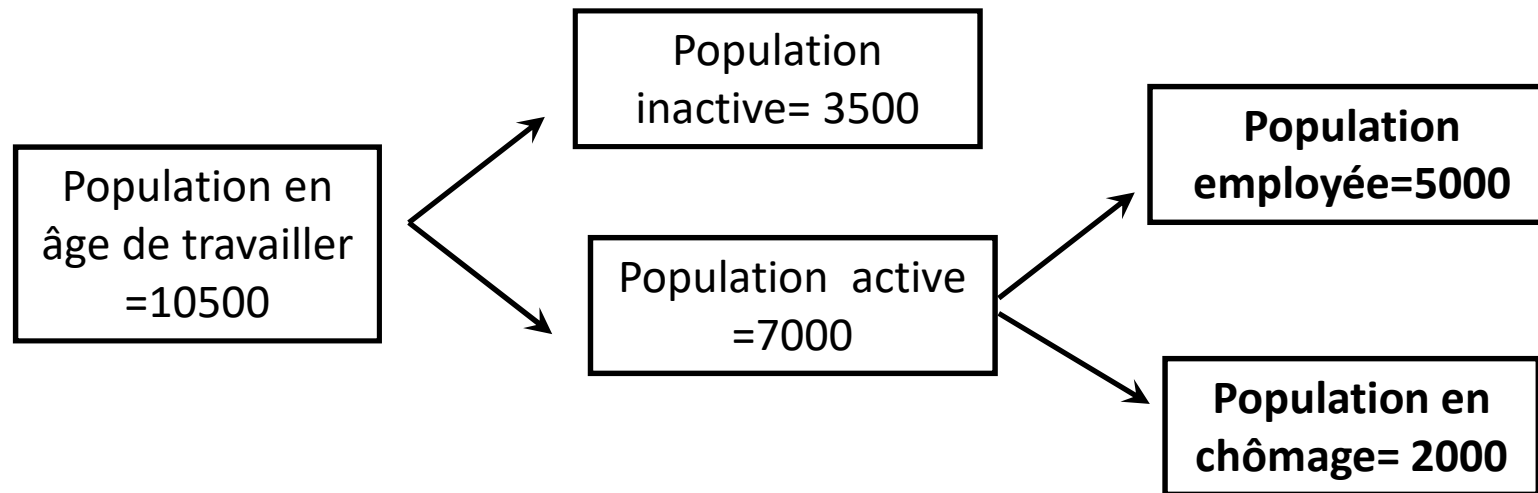 Population
inactive= 3500
Population
employée=5000
Population en
âge de travailler
=10500
Population  active
=7000
Population en
chômage= 2000